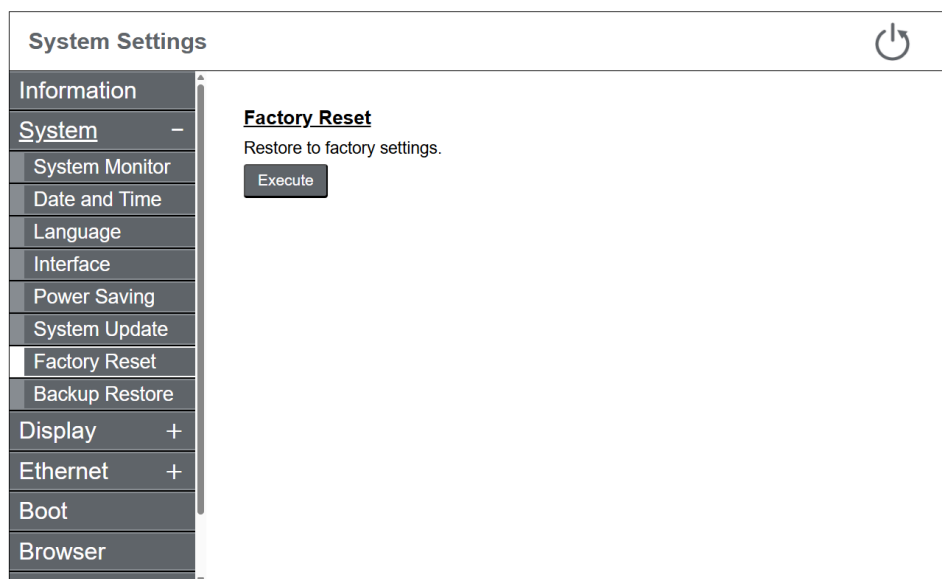 System Settings
Information
System −
System Monitor
Date and Time
Language
Interface
Power Saving
System Update
Factory Reset
Backup Restore
Display +
Ethernet +
Boot
Browser
Factory Reset
Restore to factory settings.
Execute